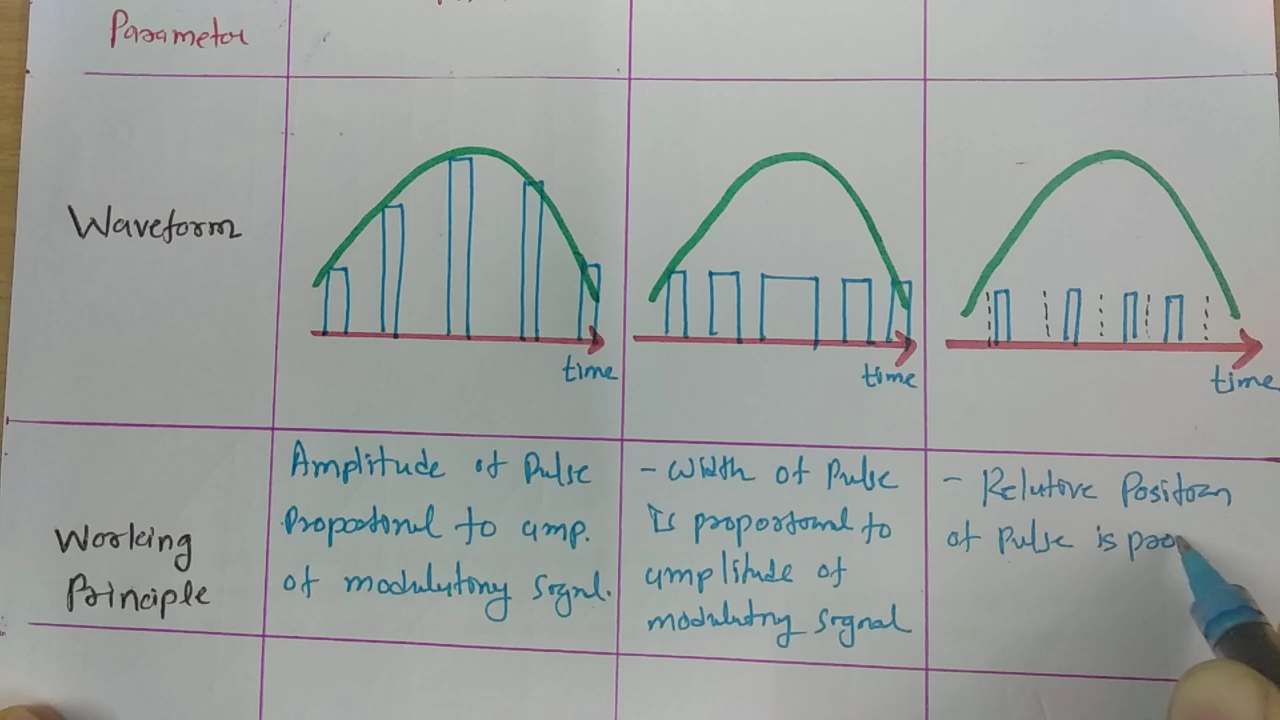 Parameter
Waveform
time
time
time
Working
Principle
Amplitude of Pulse
Proportional to amp.
of modulating signal.
- Width of Pulse
Is proportional to
amplitude of
modulating signal
- Relative Position
of Pulse is pro